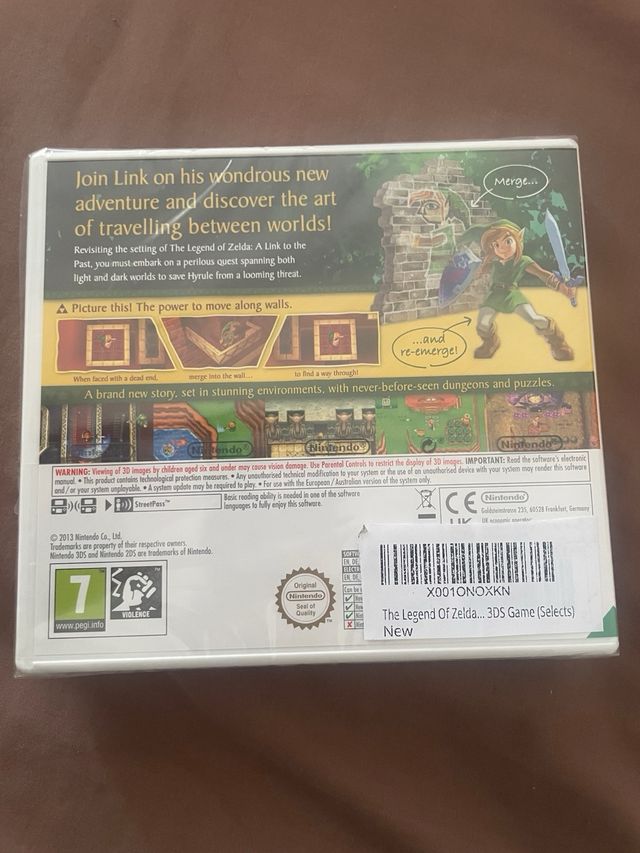 Join Link on his wondrous new
adventure and discover the art
of travelling between worlds!
Revisiting the setting of The Legend of Zelda: A Link to the
Past, you must embark on a perilous quest spanning both
light and dark worlds to save Hyrule from a looming threat.
Merge...
...and
re-emerge!
Picture this! The power to move along walls.
When faced with a dead end,
merge into the wall...
to find a way through!
A brand new story, set in stunning environments, with never-before-seen dungeons and puzzles.
Nintendo®
Nintendo®
Nintendo®
WARNING: Viewing of 3D images by children aged six and under may cause vision damage. Use Parental Controls to restrict the display of 3D images. IMPORTANT: Read the software's electronic
manual. • This product contains technological protection measures. • Any unauthorised technical modification to your system or the use of an unauthorised device with your system may render this software
and/or your system unplayable. • A system update may be required to play. • For use with the European/Australian version of the system only.
StreetPass™
Basic reading ability is needed in one of the software
languages to fully enjoy this software.
CE
Nintendo
Goldsteinstrasse 235, 60528 Frankfurt, Germany
© 2013 Nintendo Co., Ltd.
Trademarks are property of their respective owners.
Nintendo 3DS and Nintendo 2DS are trademarks of Nintendo.
7
www.pegi.info
VIOLENCE
Original
Nintendo
Seal of
Quality
TM
X001ONOXKN
The Legend Of Zelda... 3DS Game (Selects)
New